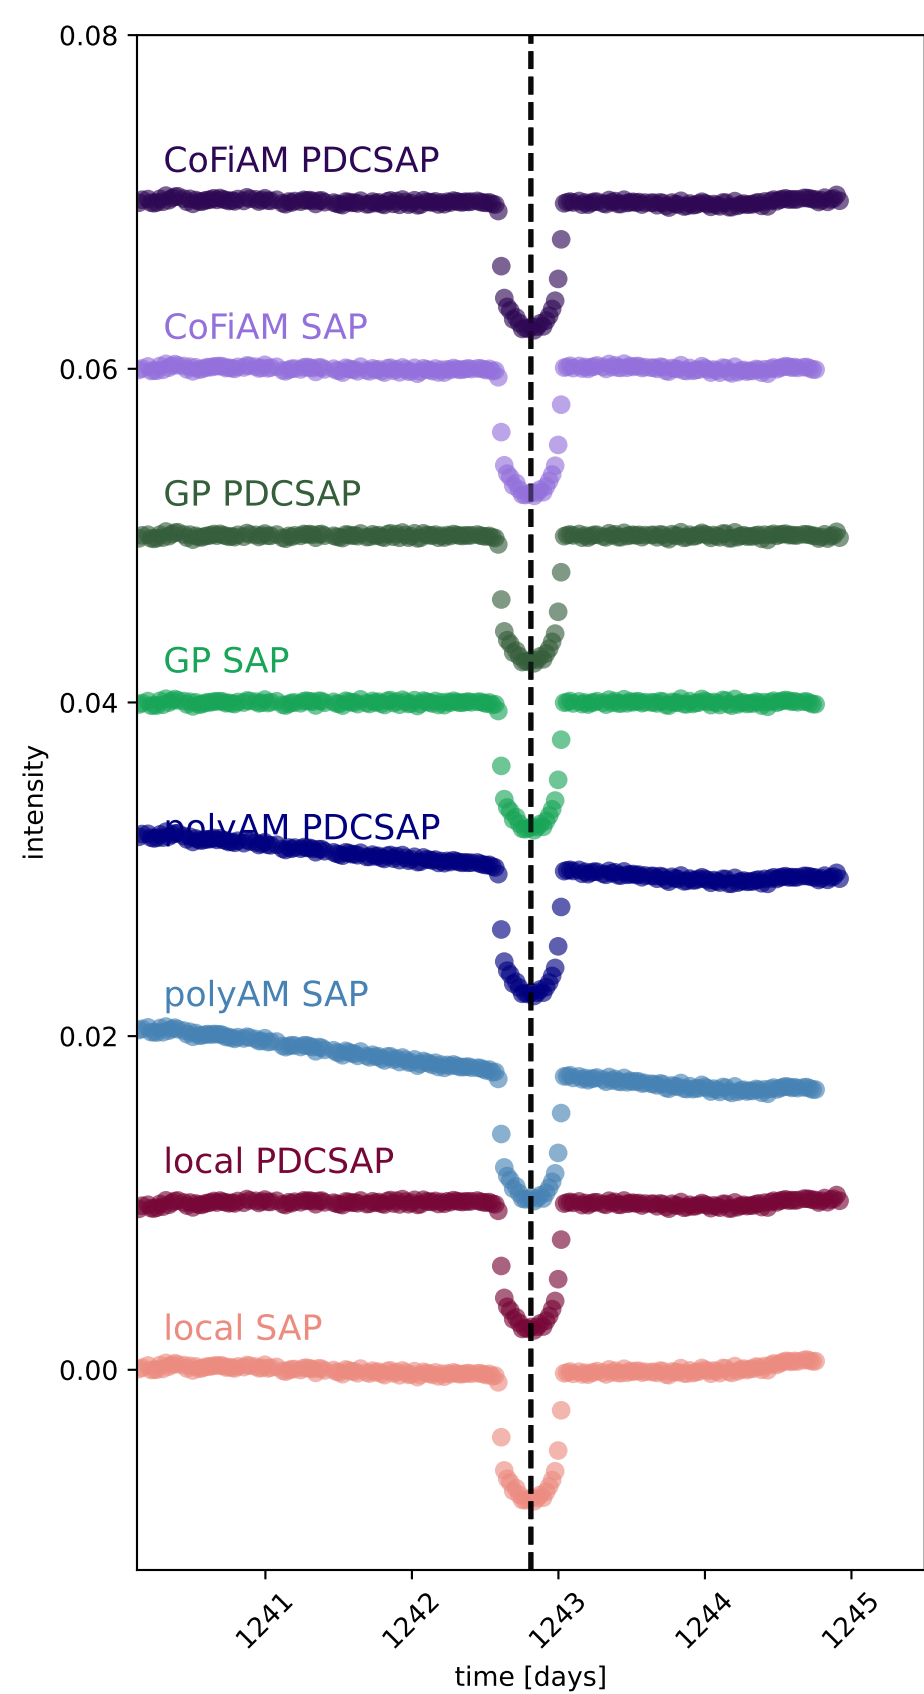 0.08
CoFiAM PDCSAP
CoFiAM SAP
0.06
GP PDCSAP
GP SAP
0.04
intensity
polyAM PDCSAP
polyAM SAP
0.02
local PDCSAP
local SAP
0.00
1241 1242 1243 1244 1245
time [days]